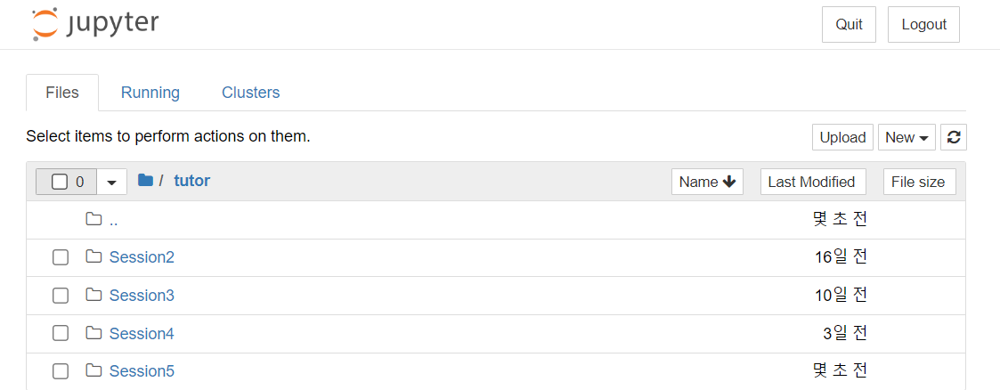 jupyter Quit Logout
Files Running Clusters
Select items to perform actions on them. Upload New
0 / tutor Name Last Modified File size
.. 몇 초 전
Session2 16일 전
Session3 10일 전
Session4 3일 전
Session5 몇 초 전